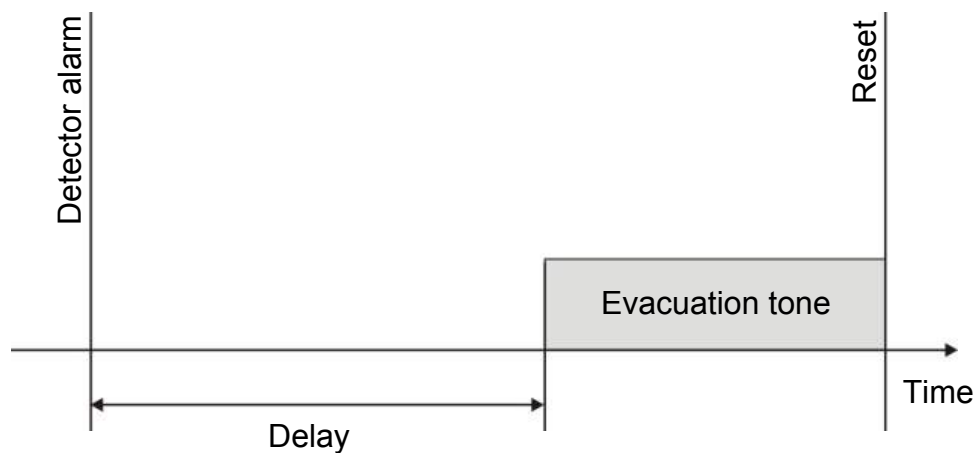 Detector alarm
Reset
Evacuation tone
Time
Delay